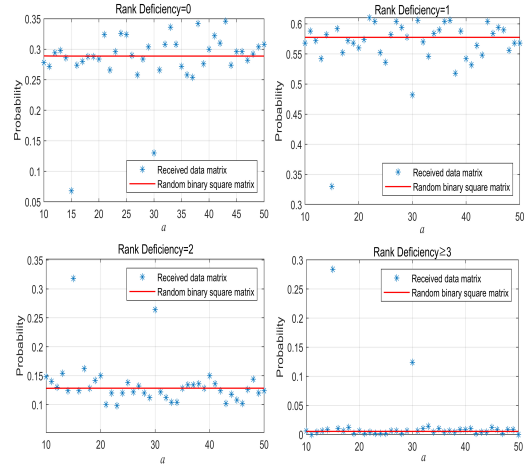 Rank Deficiency=0
0.35
0.3
0.25
0.2
0.15
0.1
0.05
Probability
Received data matrix
Random binary square matrix
10 15 20 25 30 35 40 45 50
a
Rank Deficiency=1
0.6
0.55
0.5
0.45
0.4
0.35
0.3
Probability
Received data matrix
Random binary square matrix
10 20 30 40 50
a
Rank Deficiency=2
0.35
0.3
0.25
0.2
0.15
0.1
Probability
Received data matrix
Random binary square matrix
10 20 30 40 50
a
Rank Deficiency≥3
0.3
0.25
0.2
0.15
0.1
0.05
0
Probability
Received data matrix
Random binary square matrix
10 20 30 40 50
a